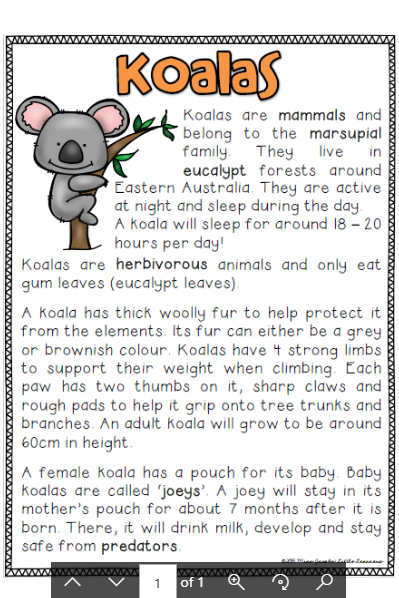 Koalas
Koalas are mammals and
belong to the marsupial
family. They live in
eucalypt forests around
Eastern Australia. They are active
at night and sleep during the day.
A koala will sleep for around 18 – 20
hours per day!
Koalas are herbivorous animals and only eat
gum leaves (eucalypt leaves).
A koala has thick woolly fur to help protect it
from the elements. Its fur can either be a grey
or brownish colour. Koalas have 4 strong limbs
to support their weight when climbing. Each
paw has two thumbs on it, sharp claws and
rough pads to help it grip onto tree trunks and
branches. An adult koala will grow to be around
60cm in height.
A female koala has a pouch for its baby. Baby
koalas are called 'joeys'. A joey will stay in its
mother's pouch for about 7 months after it is
born. There, it will drink milk, develop and stay
safe from predators.
1 of 1